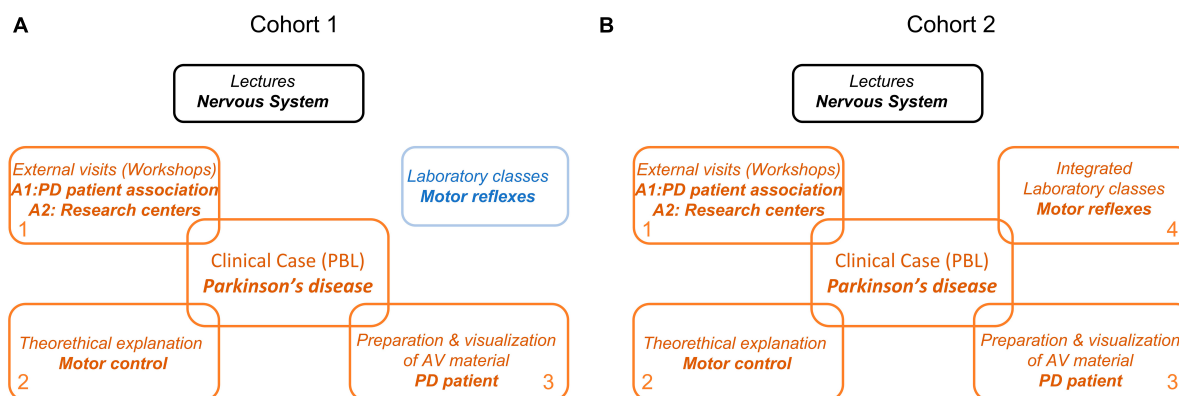 A
Cohort 1
Lectures
Nervous System
External visits (Workshops)
A1:PD patient association
A2: Research centers
1
Laboratory classes
Motor reflexes
Clinical Case (PBL)
Parkinson’s disease
Theorethical explanation
Motor control
2
Preparation & visualization
of AV material
PD patient
3
B
Cohort 2
Lectures
Nervous System
External visits (Workshops)
A1:PD patient association
A2: Research centers
1
Integrated
Laboratory classes
Motor reflexes
4
Clinical Case (PBL)
Parkinson’s disease
Theorethical explanation
Motor control
2
Preparation & visualization
of AV material
PD patient
3